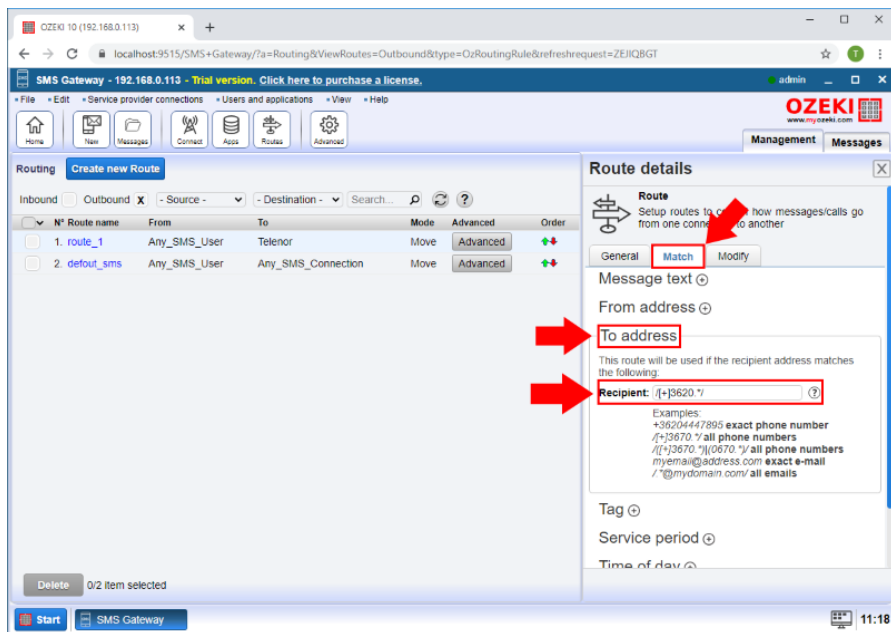 OZEKI 10 (192.168.0.113)
localhost:9515/SMS+Gateway/?a=Routing&ViewRoutes=Outbound&type=OzRoutingRule&refreshrequest=ZEJIQBGT
T
SMS Gateway - 192.168.0.113 - Trial version. Click here to purchase a license.
admin
File Edit Service provider connections Users and applications View Help
Home New Messages Connect Apps Routes Advanced
OZEKI
www.myozeki.com
Management Messages
Routing Create new Route
Inbound Outbound X - Source - - Destination - Search...
N° Route name From To Mode Advanced Order
1. route_1 Any_SMS_User Telenor Move Advanced
2. defout_sms Any_SMS_User Any_SMS_Connection Move Advanced
Delete 0/2 item selected
Route details
Route
Setup routes to how messages/calls go
from one to another
General Match Modify
Message text
From address
To address
This route will be used if the recipient address matches
the following:
Recipient: /[+]3620.*/
Examples:
+36204447895 exact phone number
/[+]3670.*/ all phone numbers
/([+]3670.*)|(0670.*)/ all phone numbers
myemail@address.com exact e-mail
/.*@mydomain.com/ all emails
Tag
Service period
Time of day
Start SMS Gateway 11:18